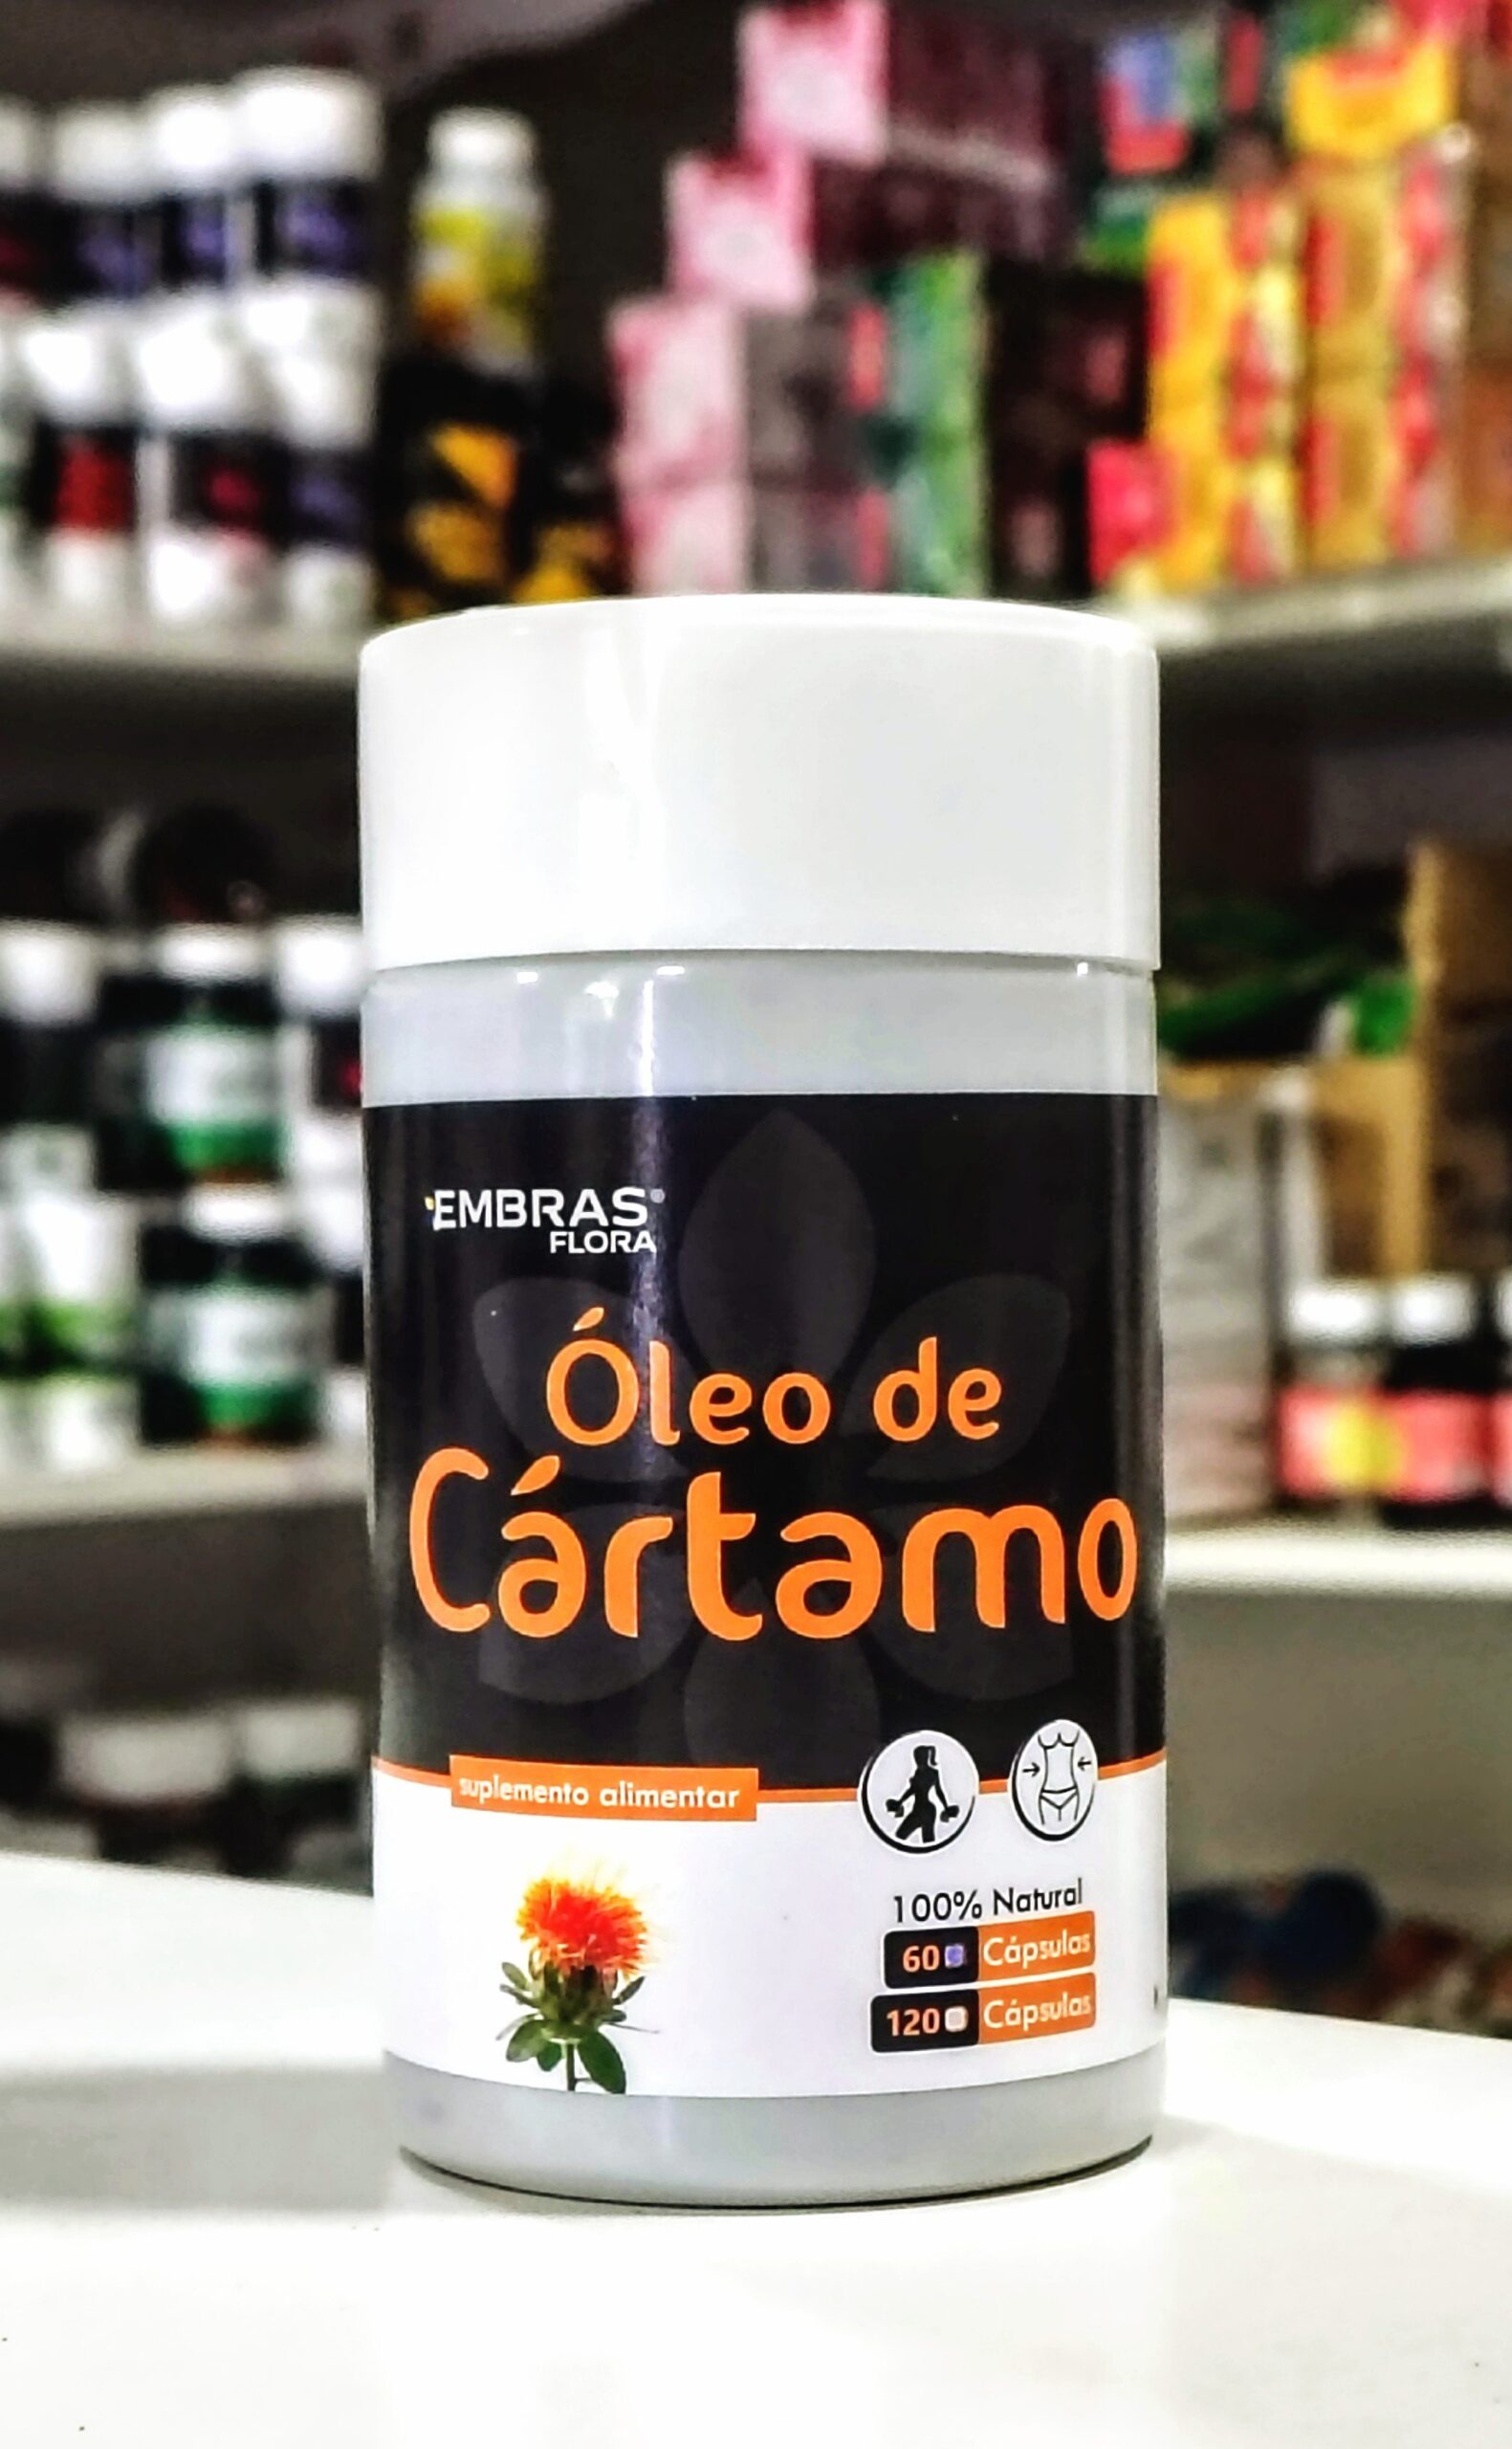 EMBRAS®
FLORA
Óleo de
Cártamo
suplemento alimentar
100% Natural
60 Cápsulas
120 Cápsulas